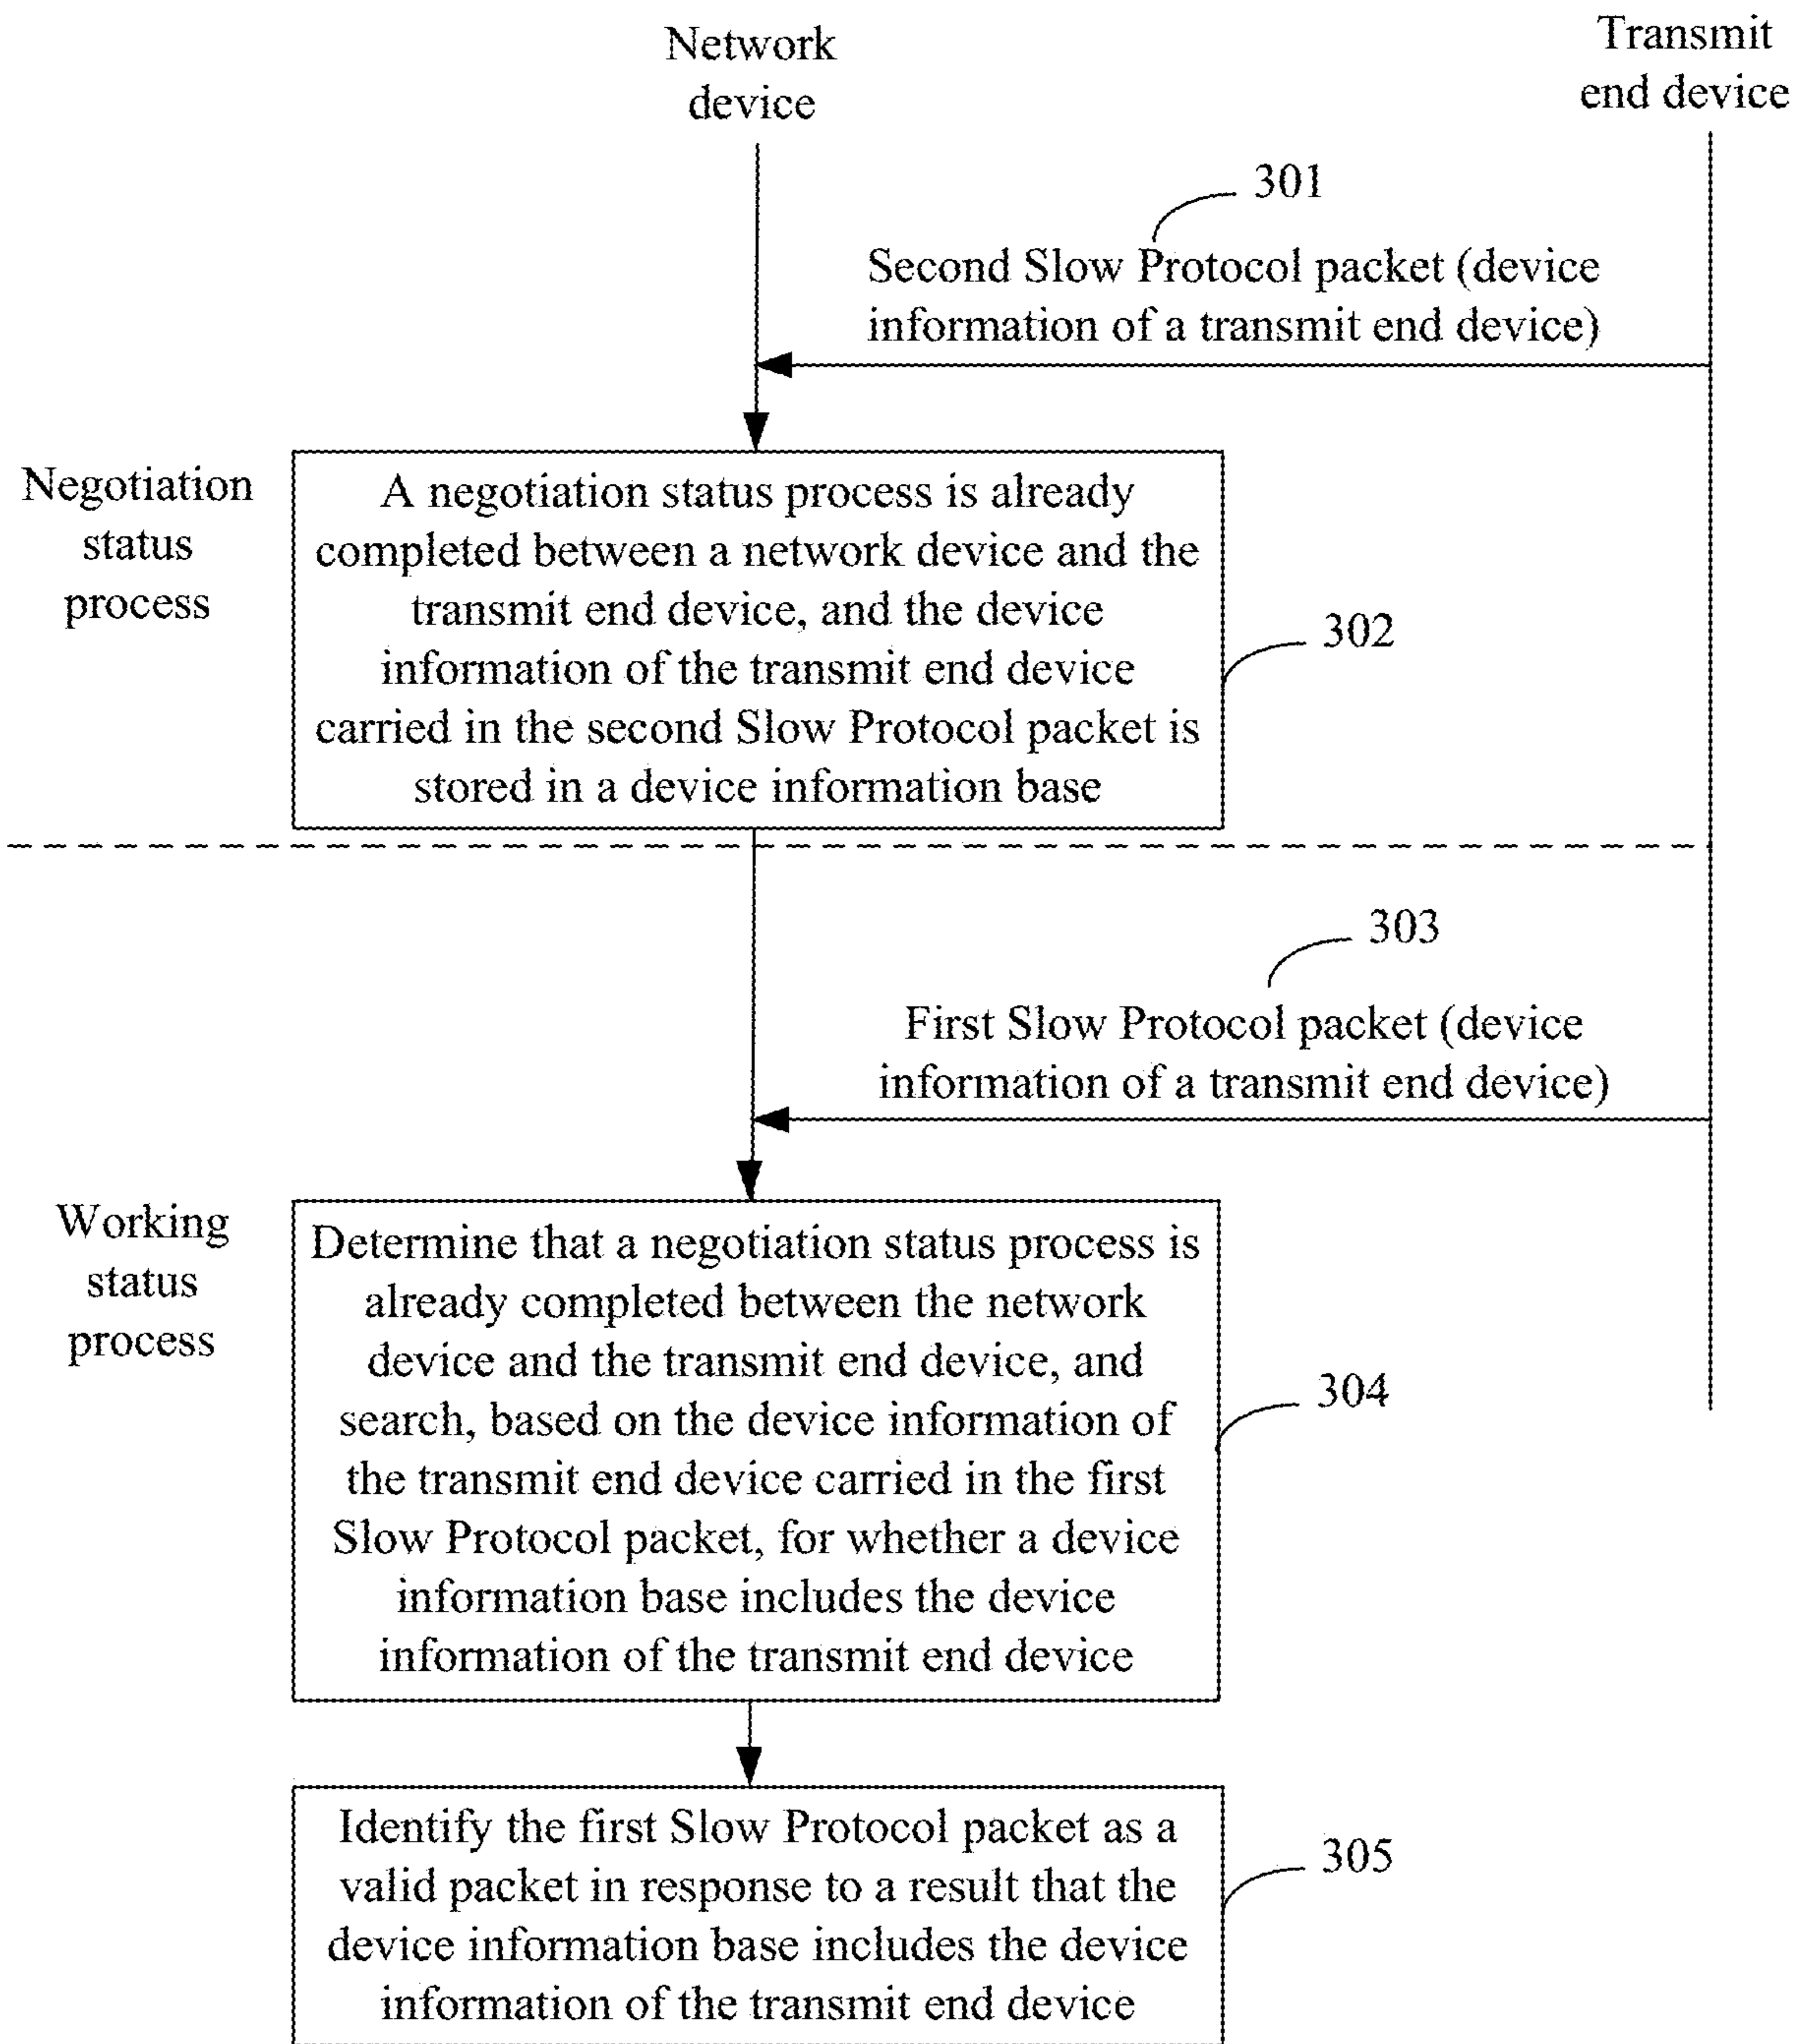 Network
device
Transmit
end device
301
Second Slow Protocol packet (device
information of a transmit end device)
Negotiation
status
process
A negotiation status process is already
completed between a network device and the
transmit end device, and the device
information of the transmit end device
carried in the second Slow Protocol packet is
stored in a device information base
302
303
First Slow Protocol packet (device
information of a transmit end device)
Working
status
process
Determine that a negotiation status process is
already completed between the network
device and the transmit end device, and
search, based on the device information of
the transmit end device carried in the first
Slow Protocol packet, for whether a device
information base includes the device
information of the transmit end device
304
Identify the first Slow Protocol packet as a
valid packet in response to a result that the
device information base includes the device
information of the transmit end device
305